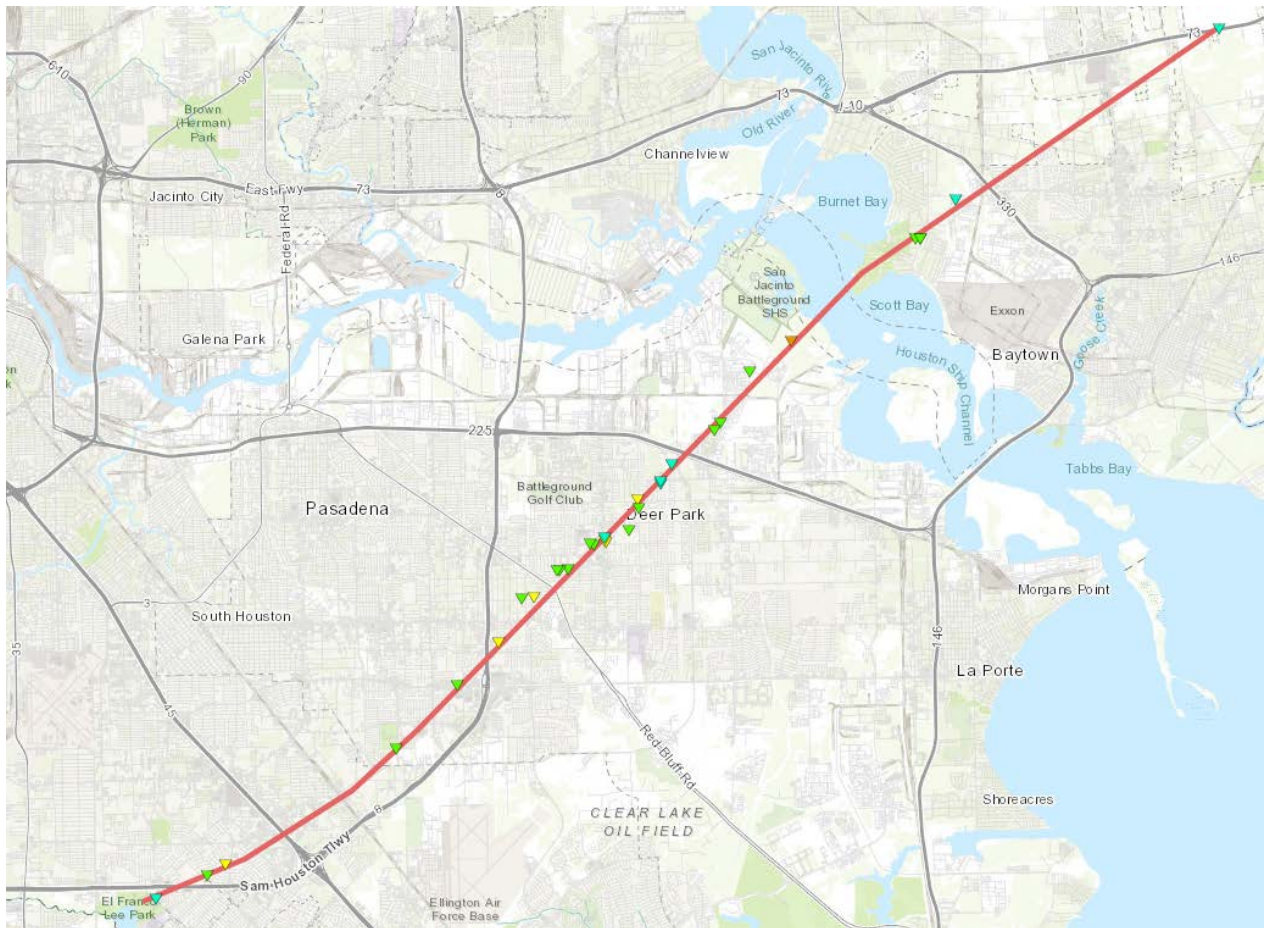 73
San Jacinto River
610
90
Brown
(Herman)
Park
73
I-10
Old River
Channelview
Jacinto City
East Fwy
73
8
Burnet Bay
330
Federal Rd
146
San
Jacinto
Battleground
SHS
Scott Bay
Exxon
Goose Creek
Galena Park
Houston Ship Channel
Baytown
225
Tabbs Bay
Battleground
Golf Club
Pasadena
Deer Park
Morgans Point
3
South Houston
146
35
La Porte
45
Red Bluff Rd
Shoreacres
8
CLEAR LAKE
OIL FIELD
Sam Houston Tlwy
El Franco
Lee Park
Ellington Air
Force Base